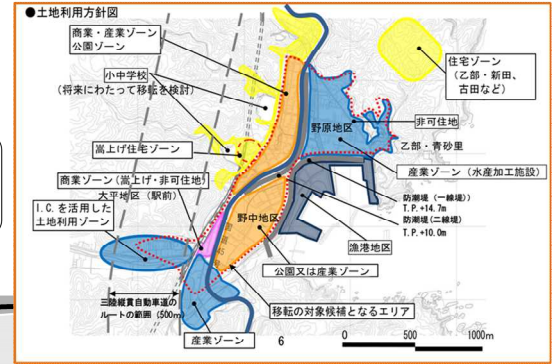 ●土地利用方針図
商業・産業ゾーン
公園ゾーン
小中学校
(将来にわたって移転を検討)
嵩上げ住宅ゾーン
商業ゾーン(嵩上げ・非可住地)
大平地区(駅前)
I.C.を活用した
土地利用ゾーン
三陸縦貫自動車道の
ルートの範囲(500m)
産業ゾーン
住宅ゾーン
(乙部・新田、
古田など)
野原地区
非可住地
乙部・青砂里
産業ゾーン(水産加工施設)
防潮堤(一線堤)
T.P.+14.7m
防潮堤(二線堤)
T.P.+10.0m
野中地区
漁港地区
公園又は産業ゾーン
移転の対象候補となるエリア
6
0 500 1000m